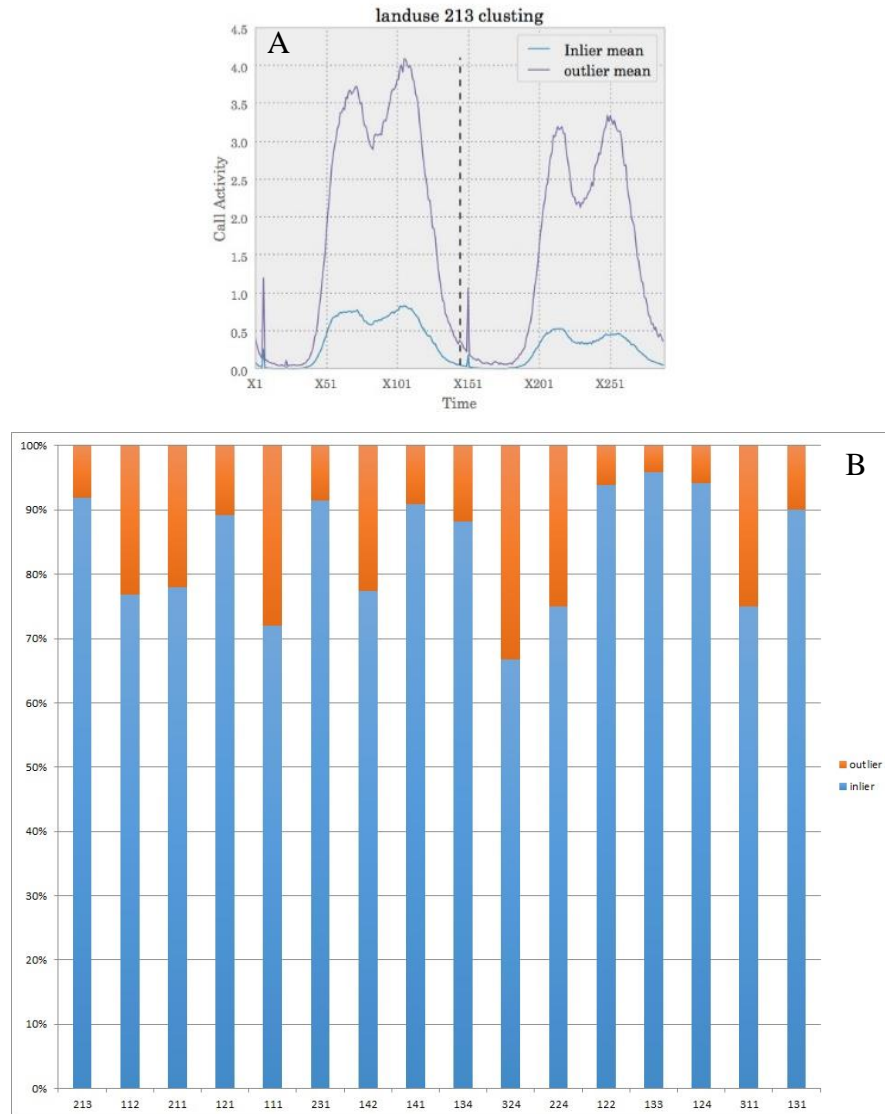 landuse 213 clusting
A
Inlier mean
outlier mean
4.5
4.0
3.5
3.0
2.5
2.0
1.5
1.0
0.5
0.0
Call Activity
X1 X51 X101 X151 X201 X251
Time
B
100%
90%
80%
70%
60%
50%
40%
30%
20%
10%
0%
outlier
inlier
213 112 211 121 111 231 142 141 134 324 224 122 133 124 311 131